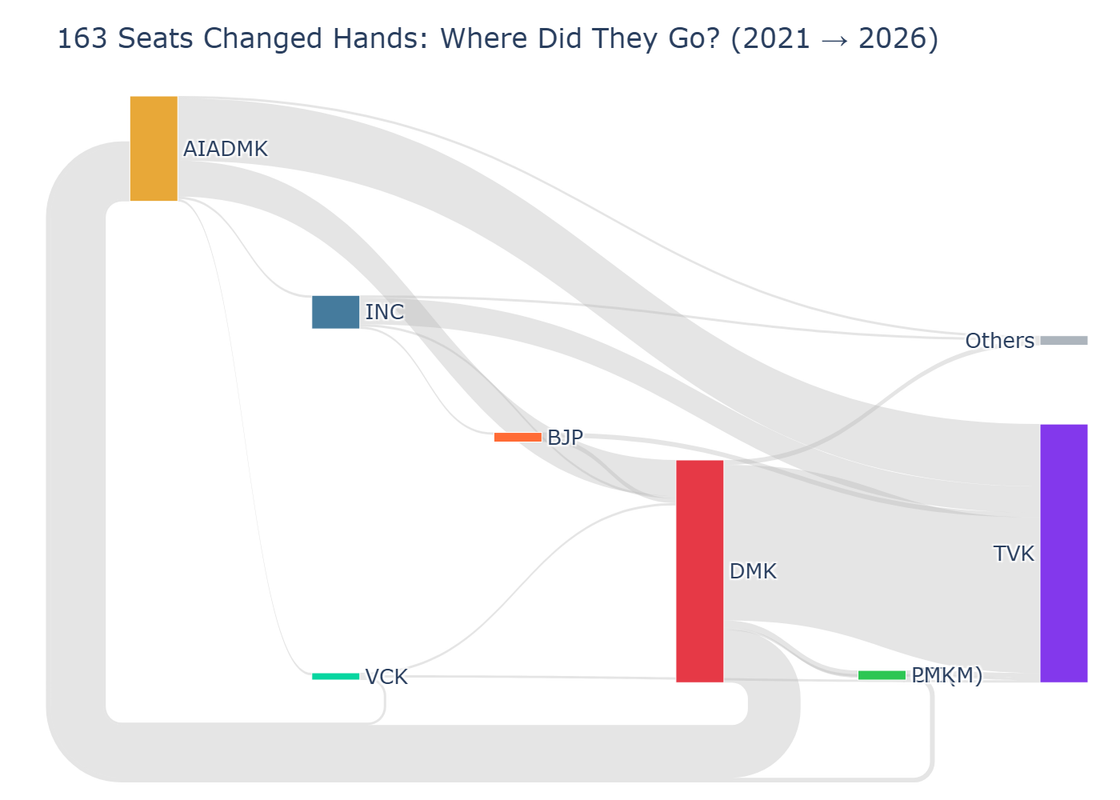 163 Seats Changed Hands: Where Did They Go? (2021 → 2026)
AIADMK
INC
Others
BJP
TVK
DMK
VCK